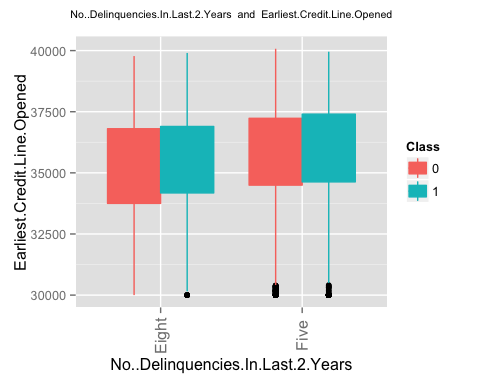 No..Delinquencies.In.Last.2.Years and Earliest.Credit.Line.Opened
40000
37500
35000
32500
30000
Earliest.Credit.Line.Opened
Eight
Five
No..Delinquencies.In.Last.2.Years
Class
0
1